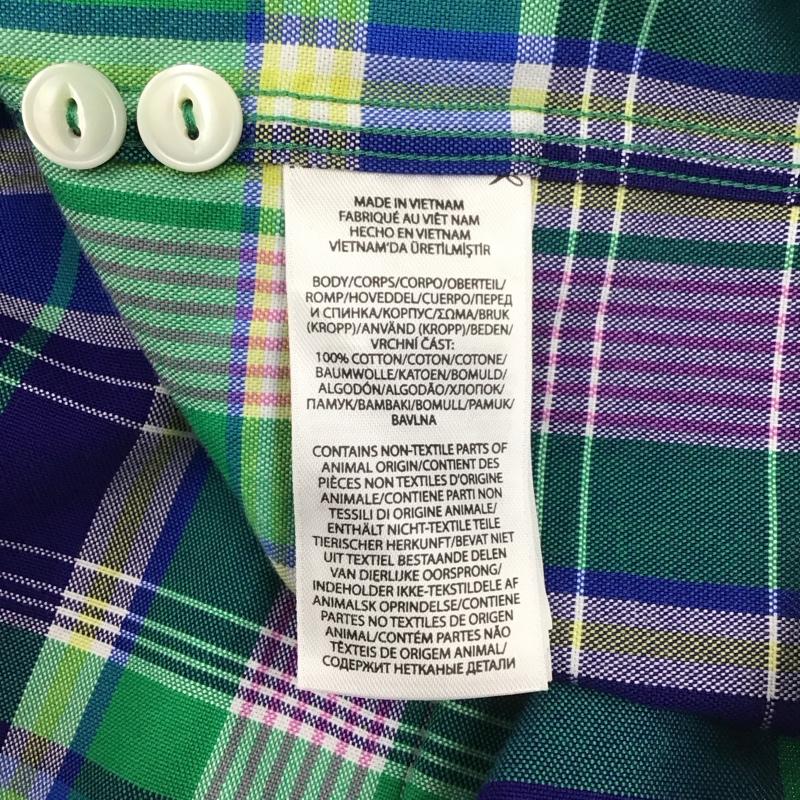 MADE IN VIETNAM
FABRIQUÉ AU VIÊT NAM
HECHO EN VIETNAM
VİETNAM'DA ÜRETİLMİŞTİR
BODY/CORPS/CORPO/OBERTEIL/
ROMP/HOVEDDEL/CUERPO/ПЕРЕД
И СПИНКА/КОРПУС/ΣΩΜΑ/BRUK
(KROPP)/ANVÄND (KROPP)/BEDEN/
VRCHNÍ ČÁST:
100% COTTON/COTON/COTONE/
BAUMWOLLE/KATOEN/BOMULD/
ALGODÓN/ALGODÃO/ХЛОПОК/
ПАМУК/ΒΑΜΒΑΚΙ/BOMULL/PAMUK/
BAVLNA
CONTAINS NON-TEXTILE PARTS OF
ANIMAL ORIGIN/CONTIENT DES
PIÈCES NON TEXTILES D'ORIGINE
ANIMALE/CONTIENE PARTI NON
TESSILI DI ORIGINE ANIMALE/
ENTHÄLT NICHT-TEXTILE TEILE
TIERISCHER HERKUNFT/BEVAT NIET
UIT TEXTIEL BESTAANDE DELEN
VAN DIERLIJKE OORSPRONG/
INDEHOLDER IKKE-TEKSTILDELE AF
ANIMALSK OPRINDELSE/CONTIENE
PARTES NO TEXTILES DE ORIGEN
ANIMAL/CONTÉM PARTES NÃO
TÊXTEIS DE ORIGEM ANIMAL/
СОДЕРЖИТ НЕТКАНЫЕ ДЕТАЛИ